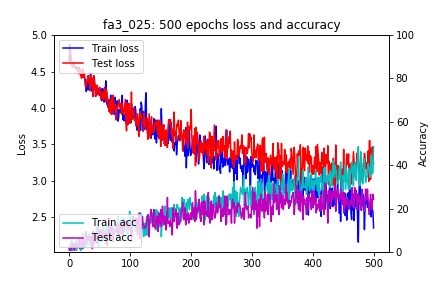 fa3_025: 500 epochs loss and accuracy
5.0
4.5
4.0
3.5
3.0
2.5
Loss
Train loss
Test loss
Train acc
Test acc
100
80
60
40
20
0
Accuracy
0
100
200
300
400
500